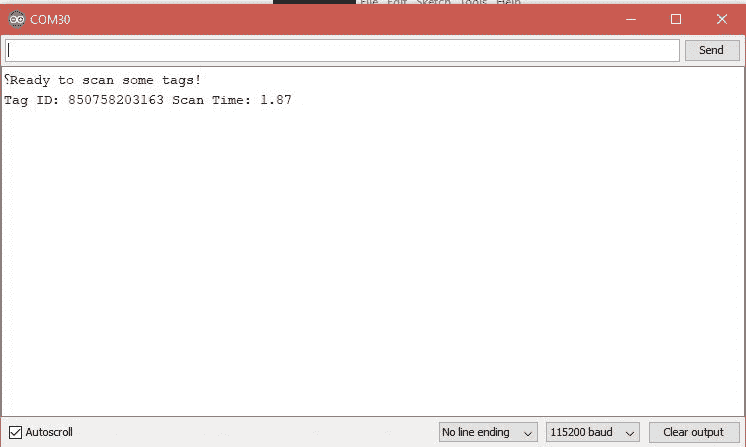 File Edit Sketch Tools Help
COM30
Send
⸮Ready to scan some tags!
Tag ID: 850758203163 Scan Time: 1.87
Autoscroll
No line ending
115200 baud
Clear output